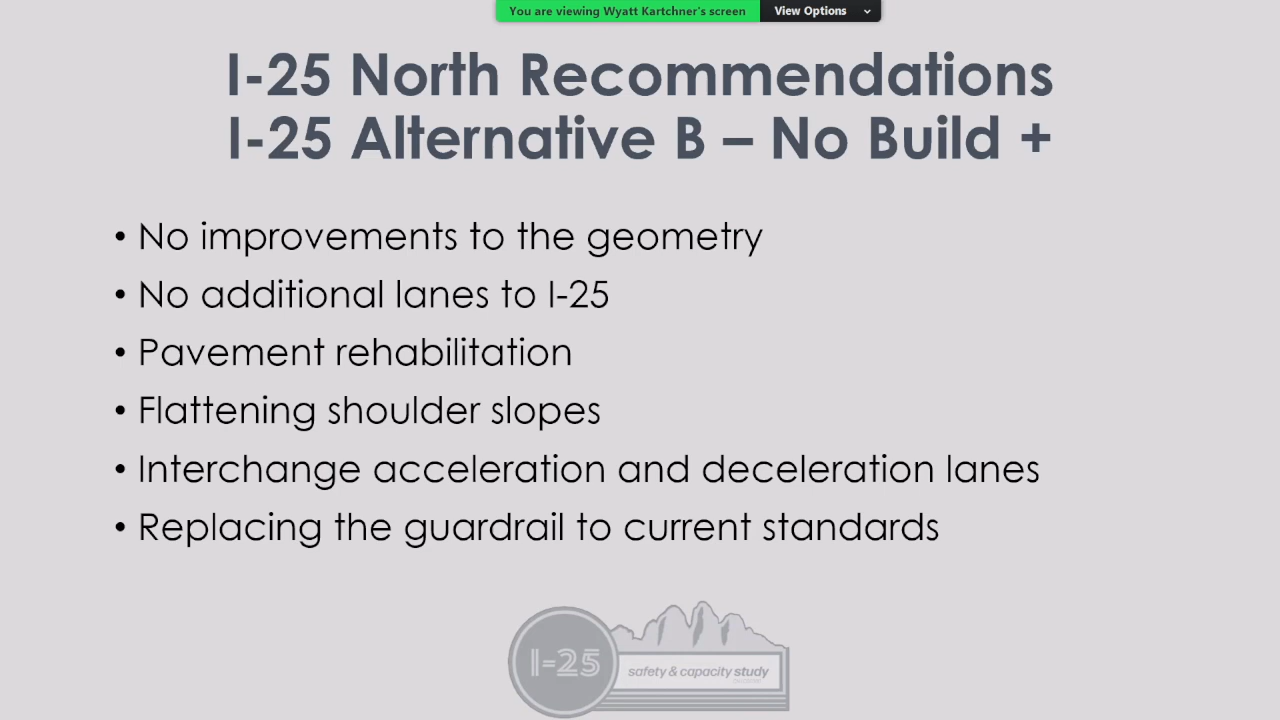 You are viewing Wyatt Kartchner's screen View Options
I-25 North Recommendations
I-25 Alternative B – No Build +
• No improvements to the geometry
• No additional lanes to I-25
• Pavement rehabilitation
• Flattening shoulder slopes
• Interchange acceleration and deceleration lanes
• Replacing the guardrail to current standards
I-25
safety & capacity study